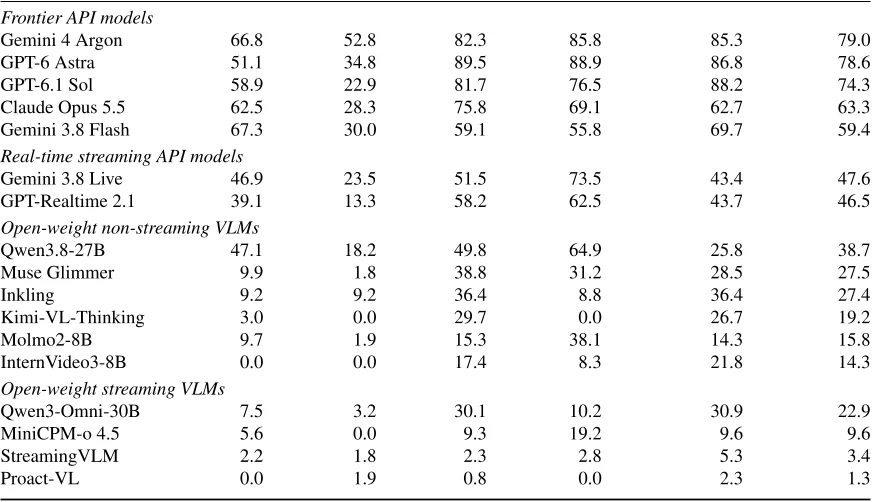 Frontier API models
Gemini 4 Argon 66.8 52.8 82.3 85.8 85.3 79.0
GPT-6 Astra 51.1 34.8 89.5 88.9 86.8 78.6
GPT-6.1 Sol 58.9 22.9 81.7 76.5 88.2 74.3
Claude Opus 5.5 62.5 28.3 75.8 69.1 62.7 63.3
Gemini 3.8 Flash 67.3 30.0 59.1 55.8 69.7 59.4
Real-time streaming API models
Gemini 3.8 Live 46.9 23.5 51.5 73.5 43.4 47.6
GPT-Realtime 2.1 39.1 13.3 58.2 62.5 43.7 46.5
Open-weight non-streaming VLMs
Qwen3.8-27B 47.1 18.2 49.8 64.9 25.8 38.7
Muse Glimmer 9.9 1.8 38.8 31.2 28.5 27.5
Inkling 9.2 9.2 36.4 8.8 36.4 27.4
Kimi-VL-Thinking 3.0 0.0 29.7 0.0 26.7 19.2
Molmo2-8B 9.7 1.9 15.3 38.1 14.3 15.8
InternVideo3-8B 0.0 0.0 17.4 8.3 21.8 14.3
Open-weight streaming VLMs
Qwen3-Omni-30B 7.5 3.2 30.1 10.2 30.9 22.9
MiniCPM-o 4.5 5.6 0.0 9.3 19.2 9.6 9.6
StreamingVLM 2.2 1.8 2.3 2.8 5.3 3.4
Proact-VL 0.0 1.9 0.8 0.0 2.3 1.3